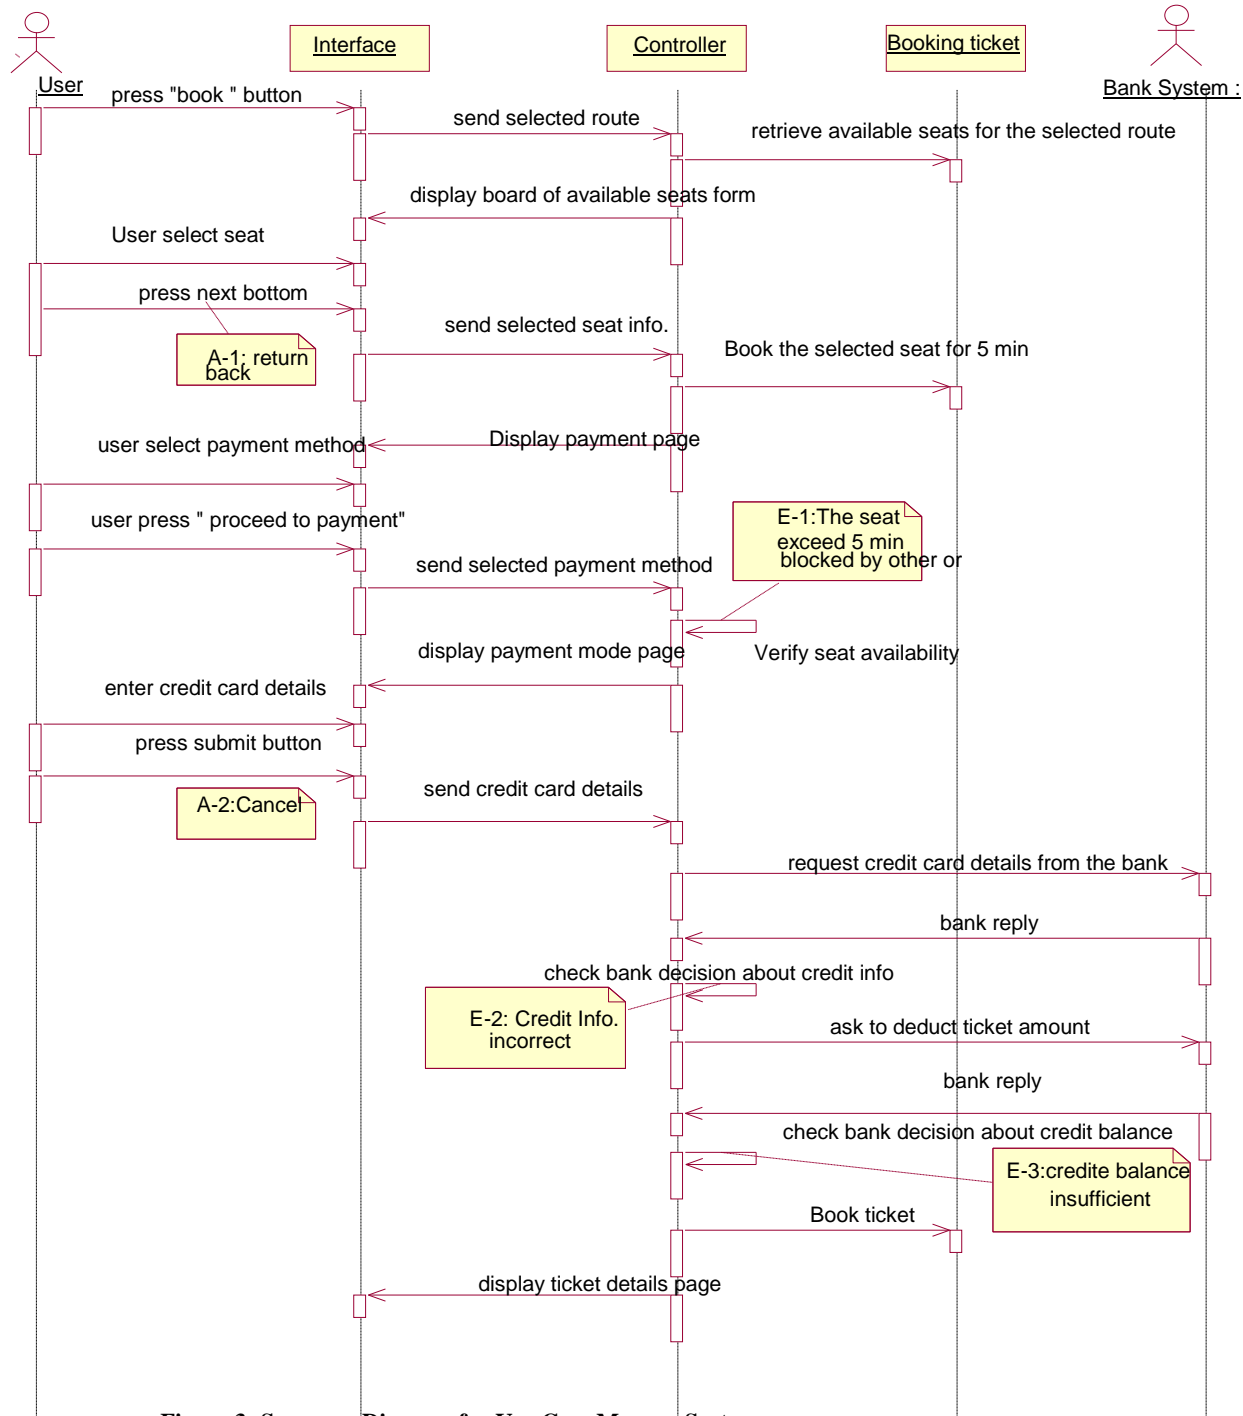 Interface
Controller
Booking ticket
User
Bank System :
press "book " button
send selected route
retrieve available seats for the selected route
display board of available seats form
User select seat
press next bottom
send selected seat info.
A-1: return
back
Book the selected seat for 5 min
user select payment method
Display payment page
user press " proceed to payment"
E-1:The seat
exceed 5 min
blocked by other or
send selected payment method
display payment mode page
Verify seat availability
enter credit card details
press submit button
A-2:Cancel
send credit card details
request credit card details from the bank
bank reply
check bank decision about credit info
E-2: Credit Info.
incorrect
ask to deduct ticket amount
bank reply
check bank decision about credit balance
E-3:credite balance
insufficient
Book ticket
display ticket details page